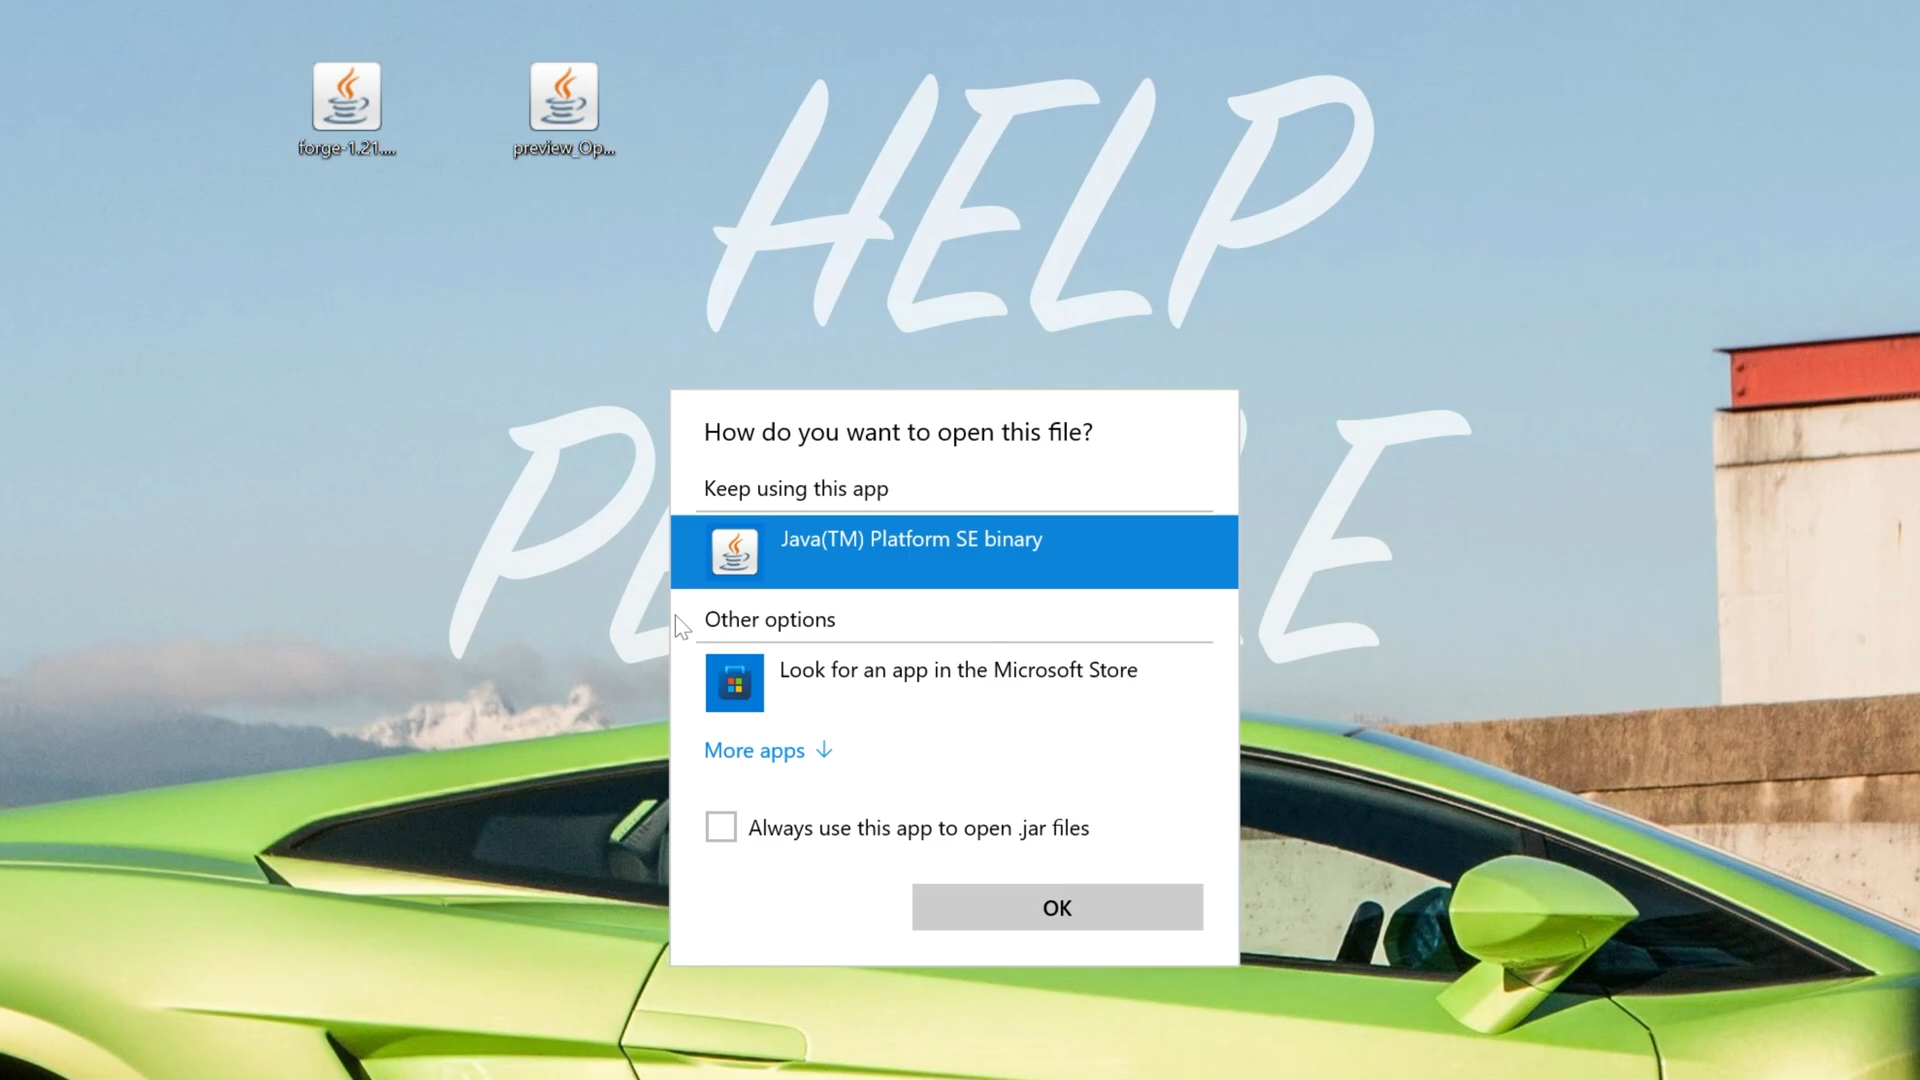 forge-1.21....
preview_Op...
HELP
How do you want to open this file?
Keep using this app
Java(TM) Platform SE binary
Other options
Look for an app in the Microsoft Store
More apps
Always use this app to open .jar files
OK